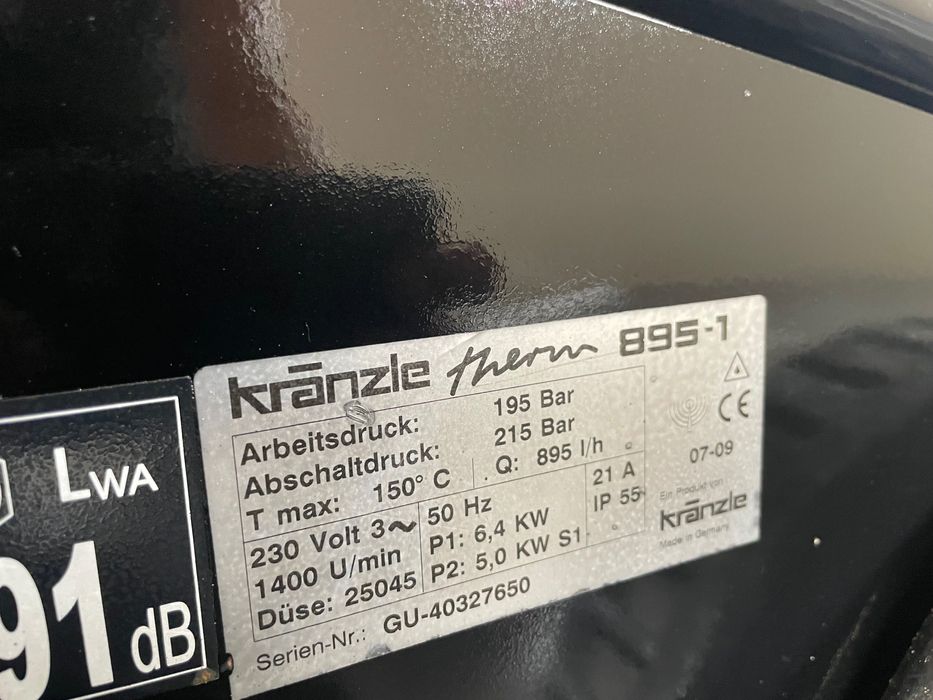 kränzle therm 895-1
Arbeitsdruck: 195 Bar
Abschaltdruck: 215 Bar
T max: 150° C Q: 895 l/h
230 Volt 3~ 50 Hz 21 A
1400 U/min P1: 6,4 KW IP 55
Düse: 25045 P2: 5,0 KW S1
Serien-Nr.: GU-40327650
CE
07-09
Ein Produkt von
kränzle
Made in Germany
LWA
91 dB